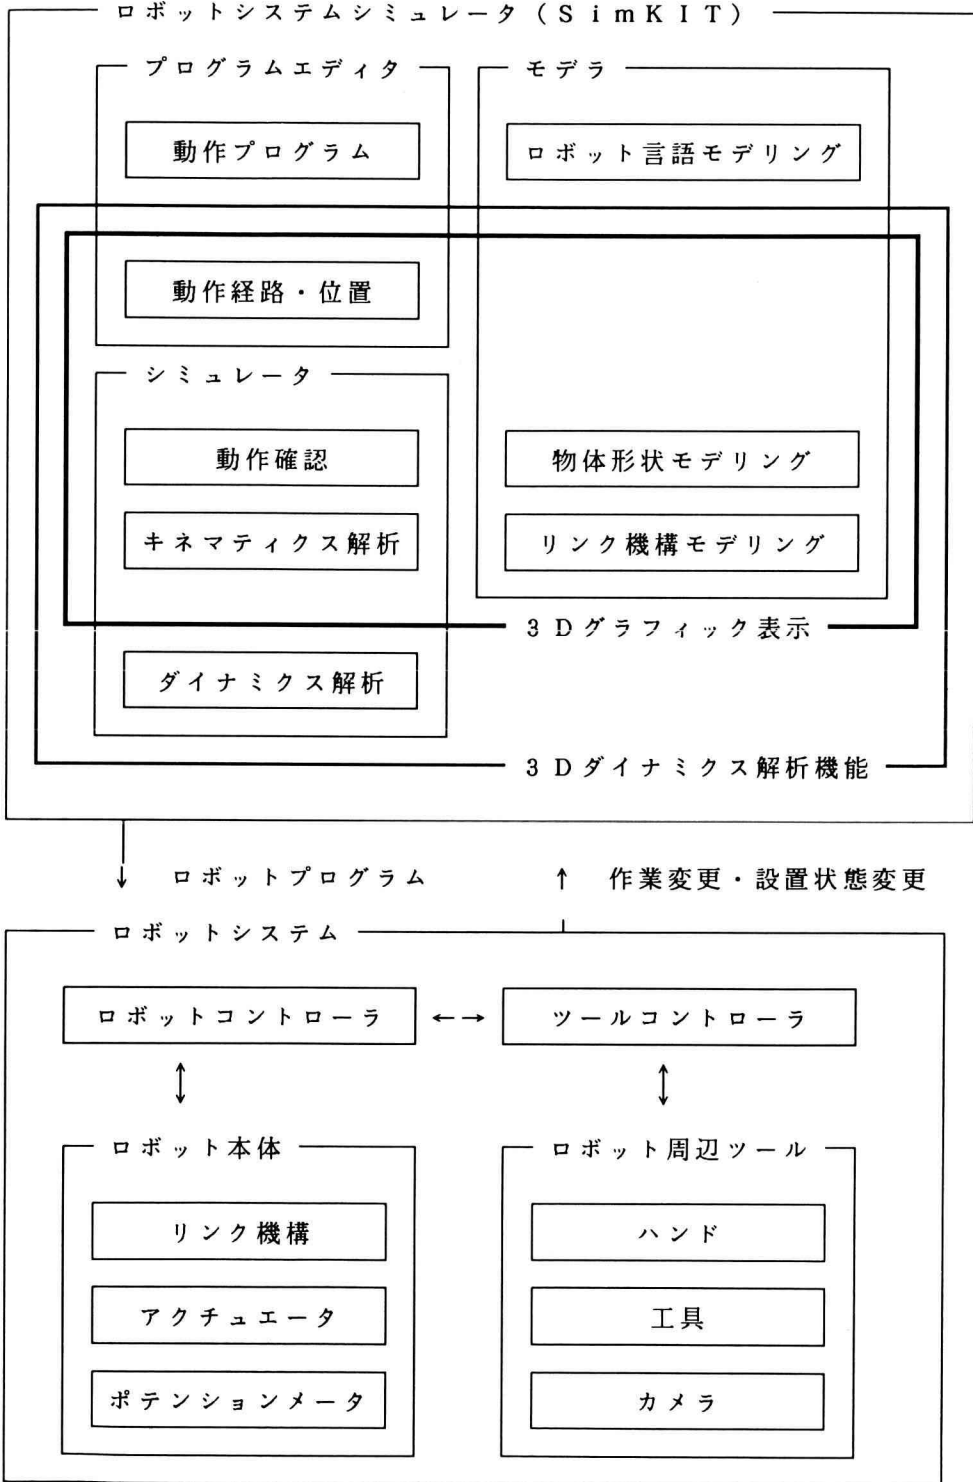 ロボットシステムシミュレータ(SimKIT)
プログラムエディタ
モデラ
動作プログラム
ロボット言語モデリング
動作経路・位置
シミュレータ
動作確認
物体形状モデリング
キネマティクス解析
リンク機構モデリング
3Dグラフィック表示
ダイナミクス解析
3Dダイナミクス解析機能
↓ ロボットプログラム
↑ 作業変更・設置状態変更
ロボットシステム
ロボットコントローラ ←→ ツールコントローラ
ロボット本体
ロボット周辺ツール
リンク機構
ハンド
アクチュエータ
工具
ポテンションメータ
カメラ